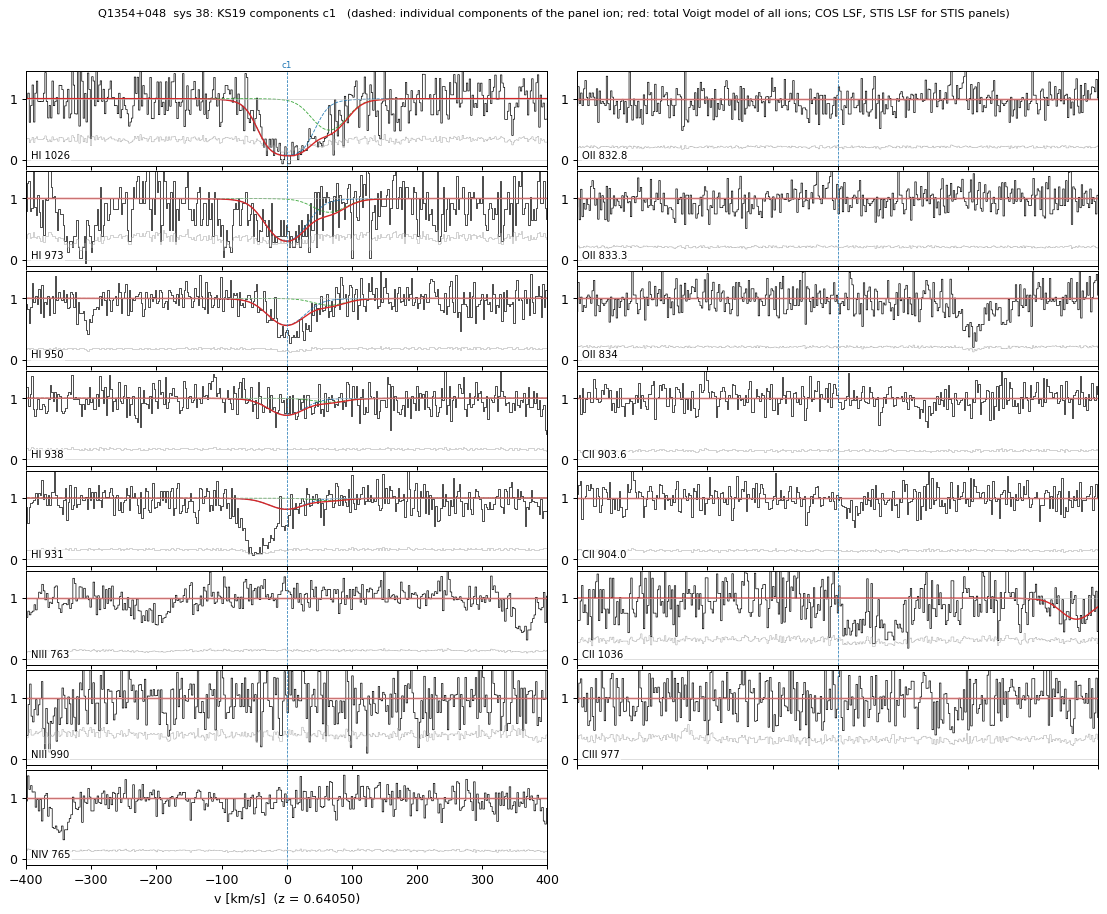 Q1354+048  sys 38: KS19 components c1   (dashed: individual components of the panel ion; red: total Voigt model of all ions; COS LSF, STIS LSF for STIS panels)
c1
1
0
HI 1026
1
0
HI 973
1
0
HI 950
1
0
HI 938
1
0
HI 931
1
0
NIII 763
1
0
NIII 990
1
0
NIV 765
−400 −300 −200 −100 0 100 200 300 400
v [km/s]  (z = 0.64050)
1
0
OII 832.8
1
0
OII 833.3
1
0
OII 834
1
0
CII 903.6
1
0
CII 904.0
1
0
CII 1036
1
0
CIII 977